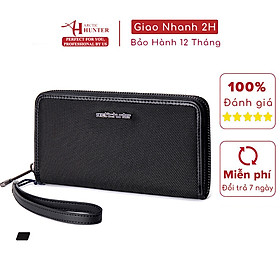 ARCTIC
HUNTER
PERFECT FOR YOU,
PROFESSIONAL BY US
Giao Nhanh 2H
Bảo Hành 12 Tháng
arctichunter
100%
Đánh giá
Miễn phí
Đổi trả 7 ngày